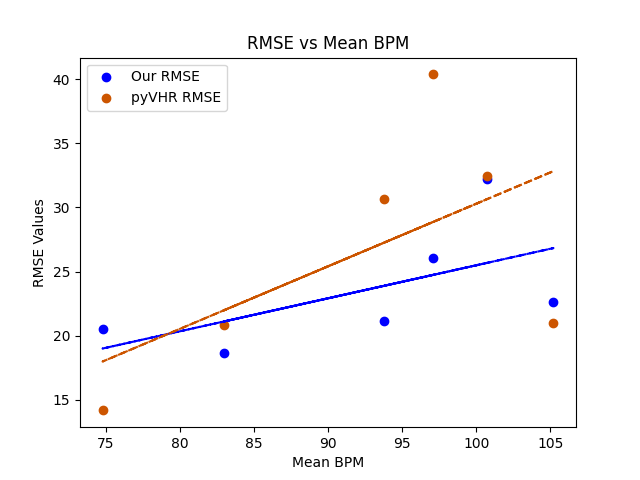 RMSE vs Mean BPM
Our RMSE
pyVHR RMSE
40
35
30
25
20
15
RMSE Values
75 80 85 90 95 100 105
Mean BPM